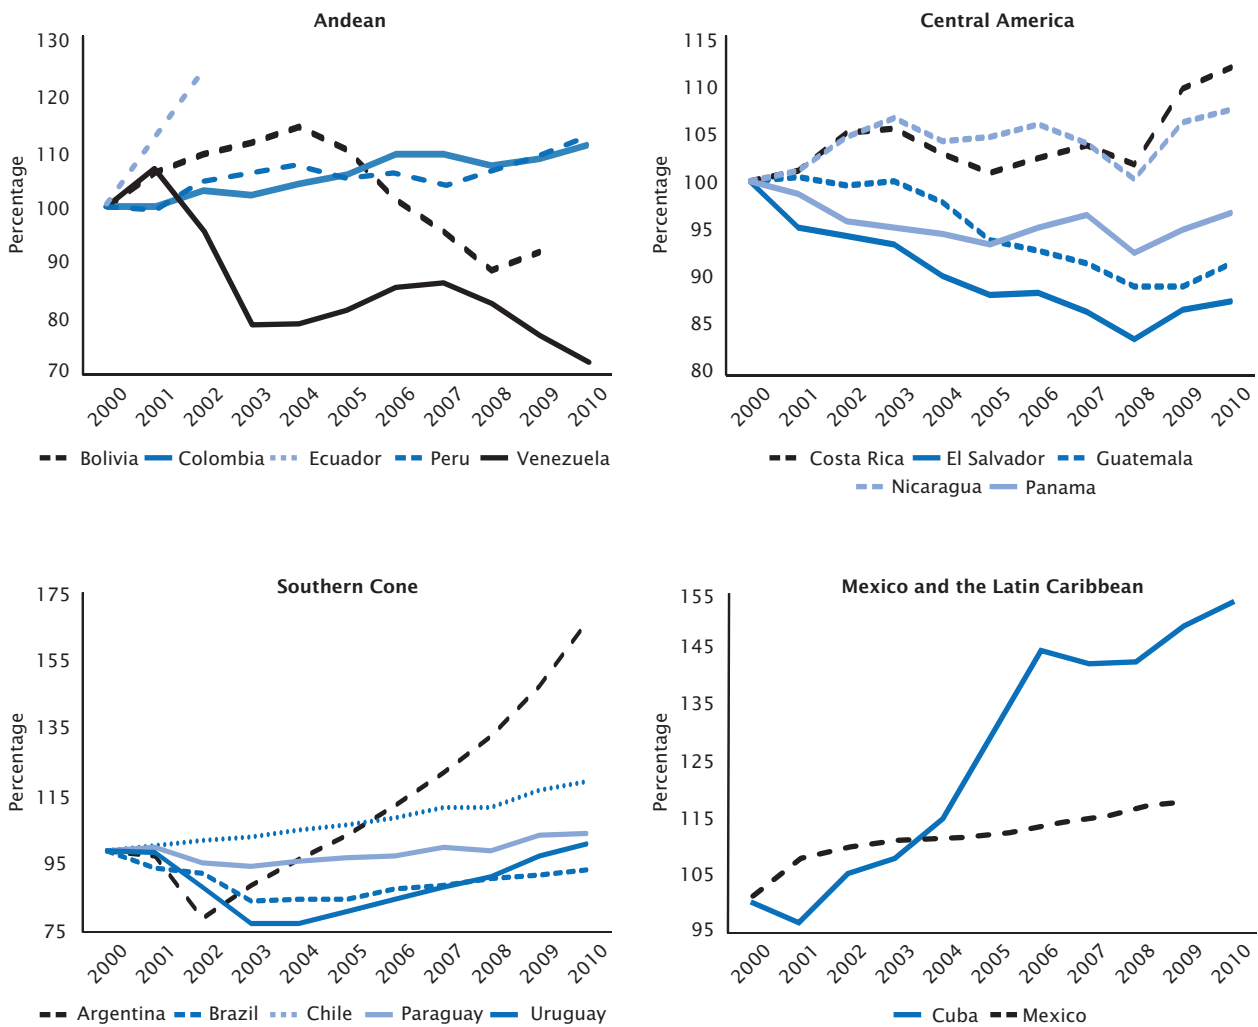 Andean
Percentage
130
120
110
100
90
80
70
2000 2001 2002 2003 2004 2005 2006 2007 2008 2009 2010
Bolivia Colombia Ecuador Peru Venezuela
Central America
Percentage
115
110
105
100
95
90
85
80
2000 2001 2002 2003 2004 2005 2006 2007 2008 2009 2010
Costa Rica El Salvador Guatemala
Nicaragua Panama
Southern Cone
Percentage
175
155
135
115
95
75
2000 2001 2002 2003 2004 2005 2006 2007 2008 2009 2010
Argentina Brazil Chile Paraguay Uruguay
Mexico and the Latin Caribbean
Percentage
155
145
135
125
115
105
95
2000 2001 2002 2003 2004 2005 2006 2007 2008 2009 2010
Cuba Mexico